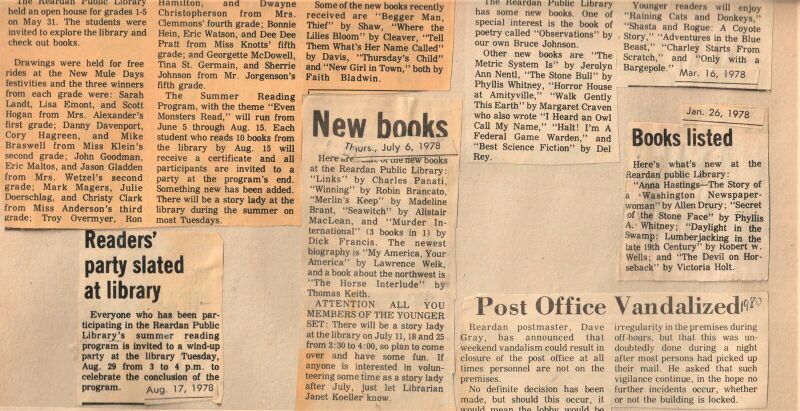 The Reardan Public Library
held an open house for grades 1-5
on May 31. The students were
invited to explore the library and
check out books.
Drawings were held for free
rides at the New Mule Days
festivities and the three winners
from each grade were: Sarah
Landt, Lisa Emont, and Scott
Hogan from Mrs. Alexander's
first grade; Danny Davenport,
Cory Hagreen, and Mike
Braswell from Miss Klein's
second grade; John Goodman,
Eric Maltos, and Jason Gladden
from Mrs. Wetzel's second
grade; Mark Magers, Julie
Doerschlag, and Christy Clark
from Miss Anderson's third
grade; Troy Overmyer, Ron
Hamilton, and Dwayne
Christopherson from Mrs.
Clemmons' fourth grade; Bonnie
Hein, Eric Watson, and Dee Dee
Pratt from Miss Knotts' fifth
grade; and Georgette McDowell,
Tina St. Germain, and Sherrie
Johnson from Mr. Jorgenson's
fifth grade.
The Summer Reading
Program, with the theme "Even
Monsters Read," will run from
June 5 through Aug. 15. Each
student who reads 10 books from
the library by Aug. 15 will
receive a certificate and all
participants are invited to a
party at the program's end.
Something new has been added.
There will be a story lady at the
library during the summer on
most Tuesdays.
Readers'
party slated
at library
Everyone who has been par-
ticipating in the Reardan Public
Library's summer reading
program is invited to a wind-up
party at the library Tuesday,
Aug. 29 from 3 to 4 p.m. to
celebrate the conclusion of the
program.
Aug. 17, 1978
Some of the new books recently
received are "Begger Man,
Thief" by Shaw, "Where the
Lilies Bloom" by Cleaver, "Tell
Them What's Her Name Called"
by Davis, "Thursday's Child"
and "New Girl in Town," both by
Faith Bladwin.
New books
Thurs., July 6, 1978
Here are some of the new books
at the Reardan Public Library:
"Links" by Charles Panati,
"Winning" by Robin Brancato,
"Merlin's Keep" by Madeline
Brant, "Seawitch" by Alistair
MacLean, and "Murder In-
ternational" (3 books in 1) by
Dick Francis. The newest
biography is "My America, Your
America" by Lawrence Welk,
and a book about the northwest is
"The Horse Interlude" by
Thomas Keith.
ATTENTION ALL YOU
MEMBERS OF THE YOUNGER
SET: There will be a story lady
at the library on July 11, 18 and 25
from 3:30 to 4:00, so plan to come
over and have some fun. If
anyone is interested in volun-
teering some time as a story lady
after July, just let Librarian
Janet Koeller know.
The Reardan Public Library
has some new books. One of
special interest is the book of
poetry called "Observations" by
our own Bruce Johnson.
Other new books are "The
Metric System Is" by Jerolyn
Ann Nentl, "The Stone Bull" by
Phyllis Whitney, "Horror House
at Amityville," "Walk Gently
This Earth" by Margaret Craven
who also wrote "I Heard an Owl
Call My Name," "Halt! I'm A
Federal Game Warden," and
"Best Science Fiction" by Del
Rey.
Younger readers will enjoy
"Raining Cats and Donkeys,"
"Shasta and Rogue: A Coyote
Story," "Adventures in the Blue
Beast," "Charley Starts From
Scratch," and "Only With a
Bargepole."
Mar. 16, 1978
Jan. 26, 1978
Books listed
Here's what's new at the
Reardan public Library:
"Anna Hastings—The Story of
a Washington Newspaper-
woman" by Allen Drury; "Secret
of the Stone Face" by Phyllis
A. Whitney; "Daylight in the
Swamp: Lumberjacking in the
late 19th Century" by Robert W.
Wells; and "The Devil on Hor-
seback" by Victoria Holt.
Post Office Vandalized
1980
Reardan postmaster, Dave
Gray, has announced that
weekend vandalism could result in
closure of the post office at all
times personnel are not on the
premises.
No definite decision has been
made, but should this occur, it
would mean the lobby would be
irregularity in the premises during
off-hours, but that this was un-
doubtedly done during a night
after most persons had picked up
their mail. He asked that such
vigilance continue, in the hope no
further incidents occur, whether
or not the building is locked.